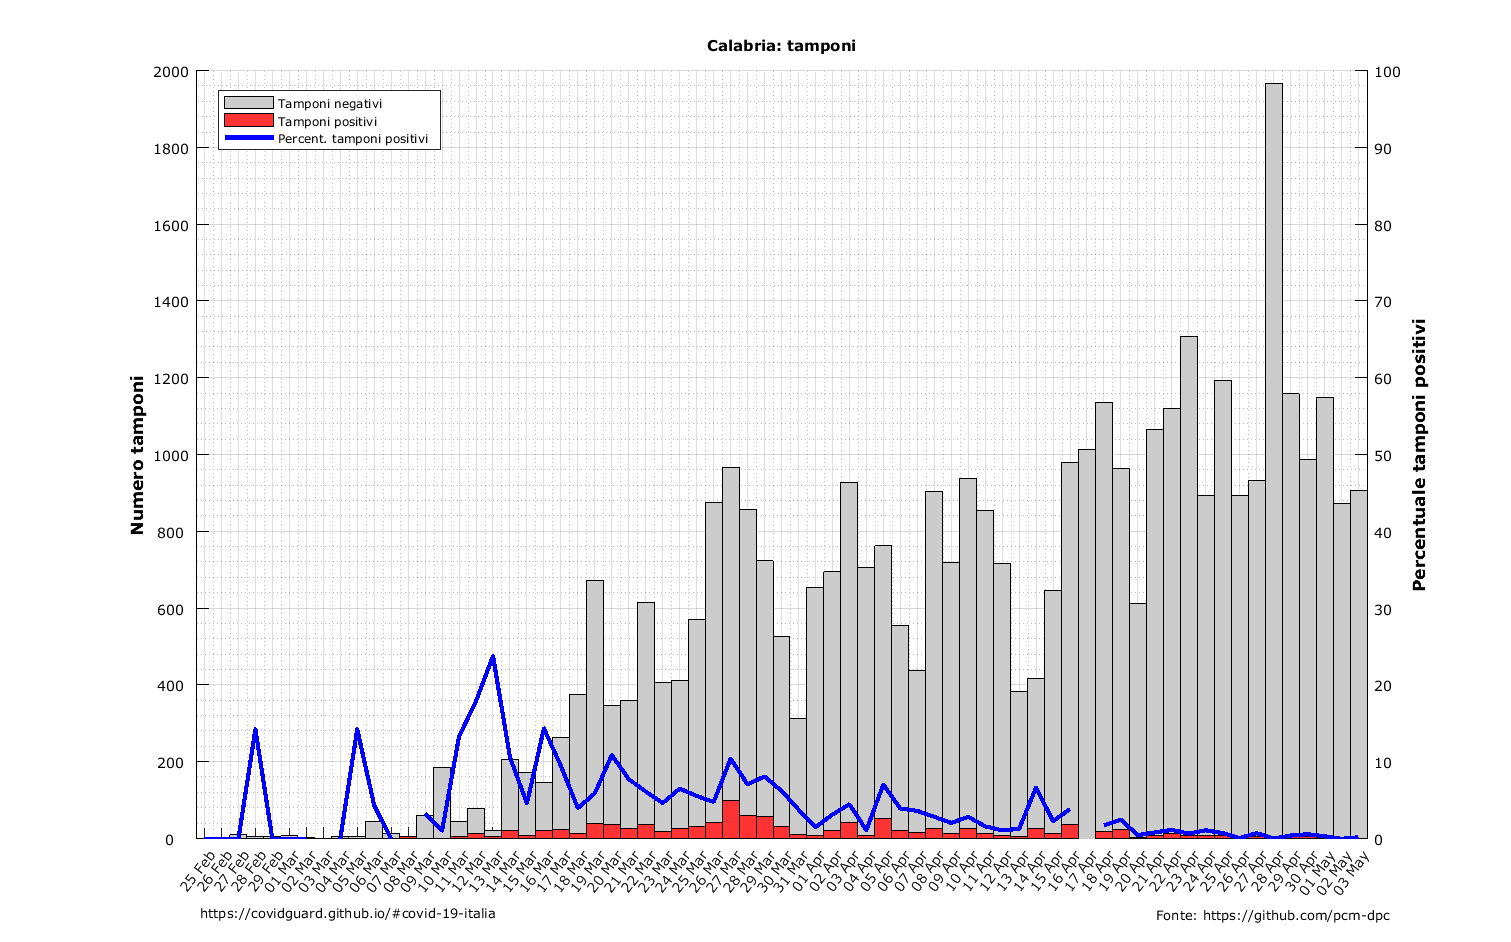 Calabria: tamponi
Tamponi negativi
Tamponi positivi
Percent. tamponi positivi
Numero tamponi
2000
1800
1600
1400
1200
1000
800
600
400
200
0
100
90
80
70
60
50
40
30
20
10
0
Percentuale tamponi positivi
25 Feb
26 Feb
27 Feb
28 Feb
29 Feb
01 Mar
02 Mar
03 Mar
04 Mar
05 Mar
06 Mar
07 Mar
08 Mar
09 Mar
10 Mar
11 Mar
12 Mar
13 Mar
14 Mar
15 Mar
16 Mar
17 Mar
18 Mar
19 Mar
20 Mar
21 Mar
22 Mar
23 Mar
24 Mar
25 Mar
26 Mar
27 Mar
28 Mar
29 Mar
30 Mar
31 Mar
01 Apr
02 Apr
03 Apr
04 Apr
05 Apr
06 Apr
07 Apr
08 Apr
09 Apr
10 Apr
11 Apr
12 Apr
13 Apr
14 Apr
15 Apr
16 Apr
17 Apr
18 Apr
19 Apr
20 Apr
21 Apr
22 Apr
23 Apr
24 Apr
25 Apr
26 Apr
27 Apr
28 Apr
29 Apr
30 Apr
01 May
02 May
03 May
https://covidguard.github.io/#covid-19-italia
Fonte: https://github.com/pcm-dpc